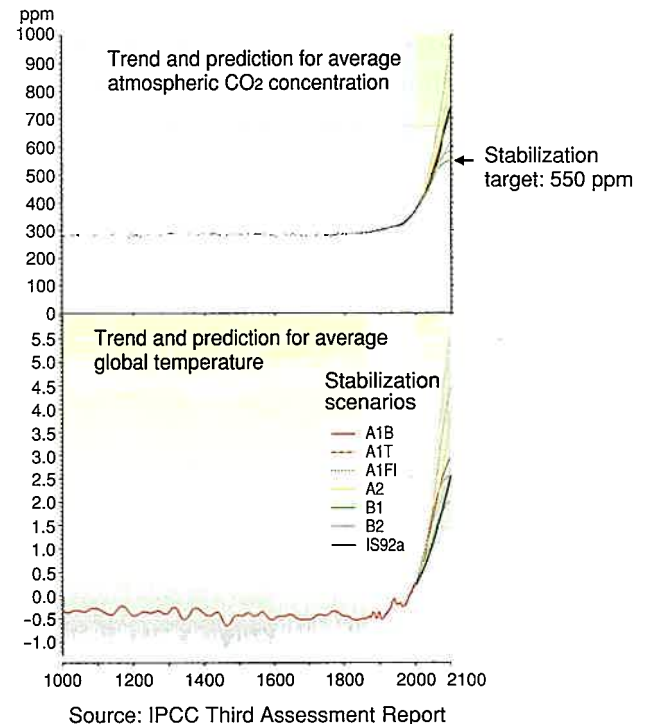 ppm
1000
900
800
700
600
500
400
300
200
100
0
Trend and prediction for average
atmospheric CO2 concentration
Stabilization
target: 550 ppm
Trend and prediction for average
global temperature
5.5
5.0
4.5
4.0
3.5
3.0
2.5
2.0
1.5
1.0
0.5
0.0
−0.5
−1.0
Stabilization
scenarios
A1B
A1T
A1FI
A2
B1
B2
IS92a
1000 1200 1400 1600 1800 2000 2100
Source: IPCC Third Assessment Report